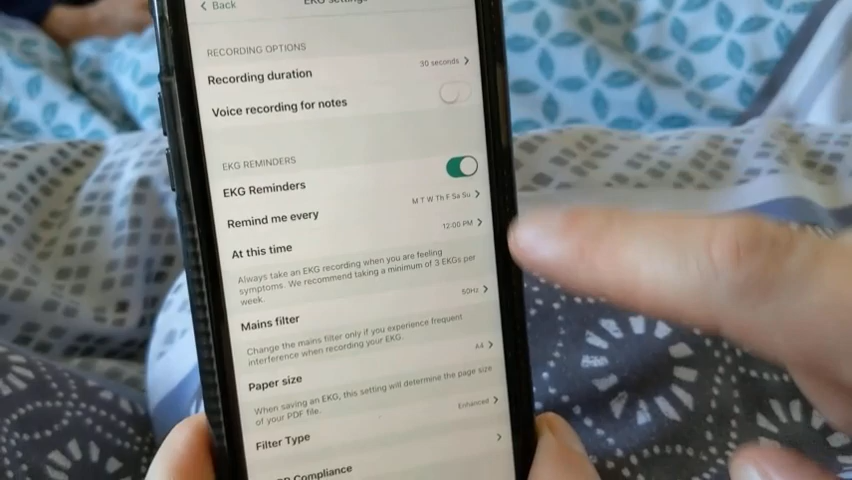 Back
EKG settings
RECORDING OPTIONS
Recording duration 30 seconds
Voice recording for notes
EKG REMINDERS
EKG Reminders
Remind me every M T W Th F Sa Su
At this time 12:00 PM
Always take an EKG recording when you are feeling
symptoms. We recommend taking a minimum of 3 EKGs per
week.
Mains filter 50Hz
Change the mains filter only if you experience frequent
interference when recording your EKG.
Paper size A4
When saving an EKG, this setting will determine the page size
of your PDF file.
Filter Type Enhanced
Compliance